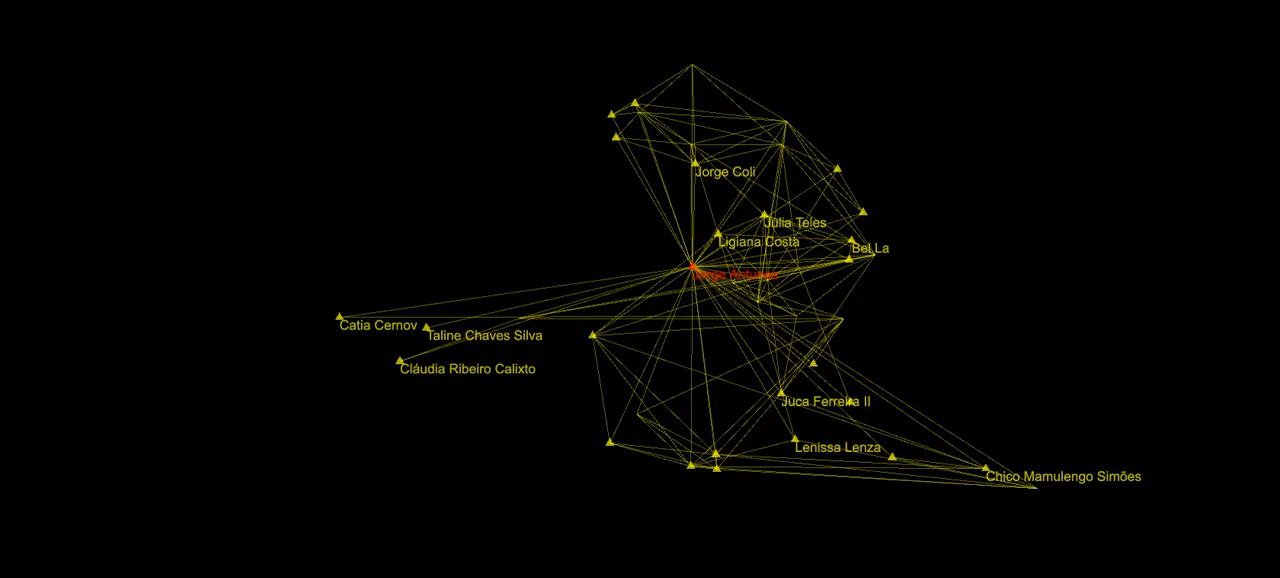 Jorge Coli
Julia Teles
Ligiana Costa
Bel La
Catia Cernov
Taline Chaves Silva
Cláudia Ribeiro Calixto
Juca Ferreira II
Lenissa Lenza
Chico Mamulengo Simões